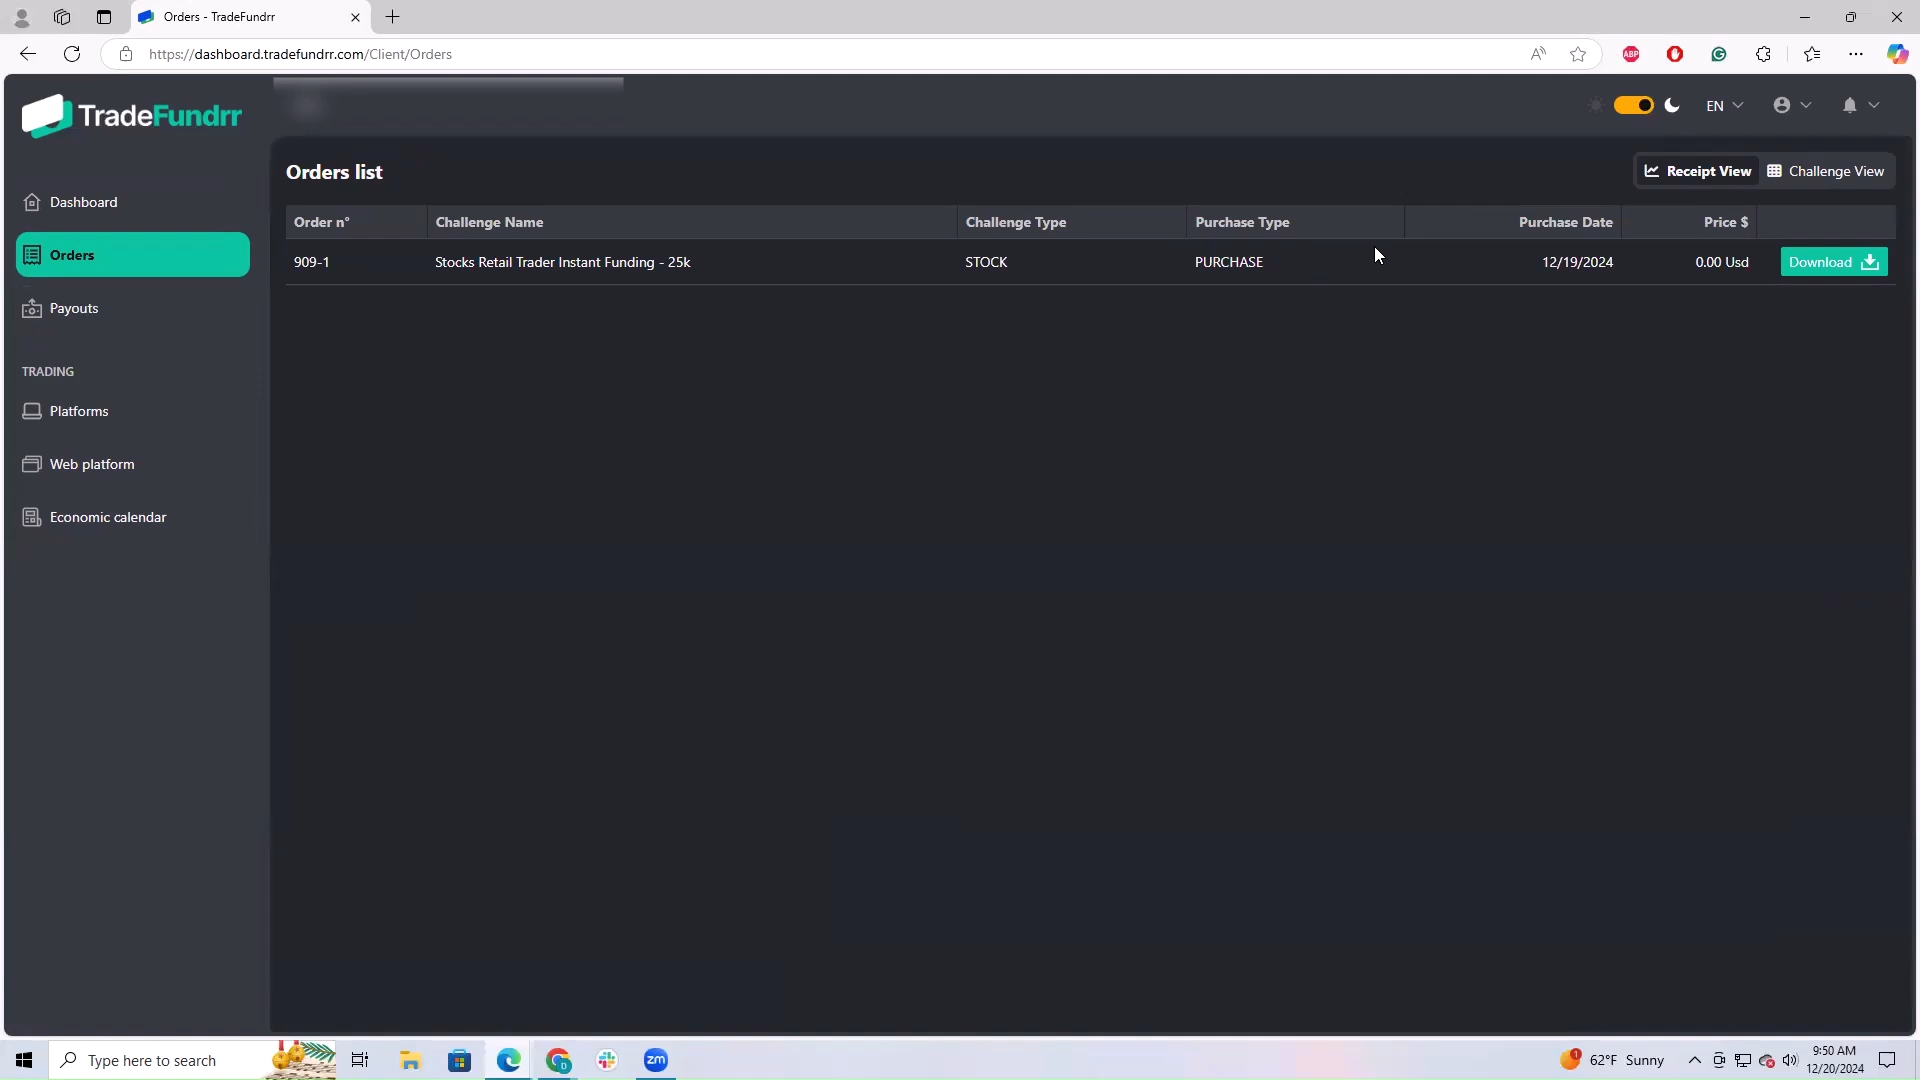 Orders - TradeFundrr
https://dashboard.tradefundrr.com/Client/Orders
TradeFundrr
EN
Dashboard
Orders
Payouts
TRADING
Platforms
Web platform
Economic calendar
Orders list
Receipt View Challenge View
Order n° Challenge Name Challenge Type Purchase Type Purchase Date Price $
909-1 Stocks Retail Trader Instant Funding - 25k STOCK PURCHASE 12/19/2024 0.00 Usd Download
Type here to search
zm
1 62°F Sunny
9:50 AM
12/20/2024
ABP